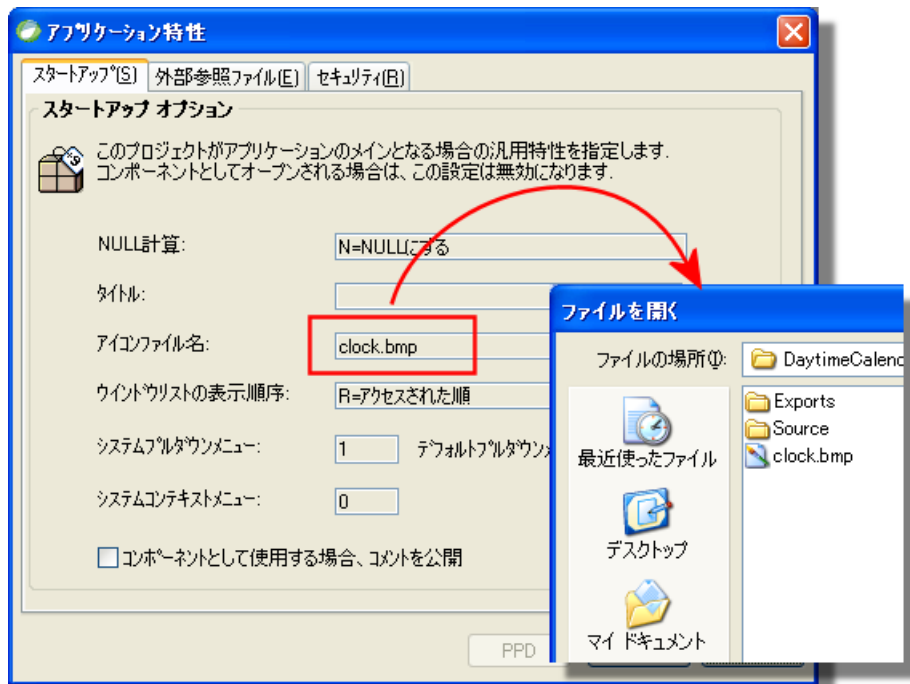 アプリケーション特性
スタートアップ(S) 外部参照ファイル(E) セキュリティ(R)
スタートアップ オプション
このプロジェクトがアプリケーションのメインとなる場合の汎用特性を指定します.
コンポーネントとしてオープンされる場合は、この設定は無効になります.
NULL計算: N=NULLにする
タイトル:
アイコンファイル名: clock.bmp
ウインドウリストの表示順序: R=アクセスされた順
システムプルダウンメニュー: 1 デフォルトプルダウンメ
システムコンテキストメニュー: 0
コンポーネントとして使用する場合、コメントを公開
PPD
ファイルを開く
ファイルの場所(I): DaytimeCalend
最近使ったファイル
デスクトップ
マイ ドキュメント
Exports
Source
clock.bmp